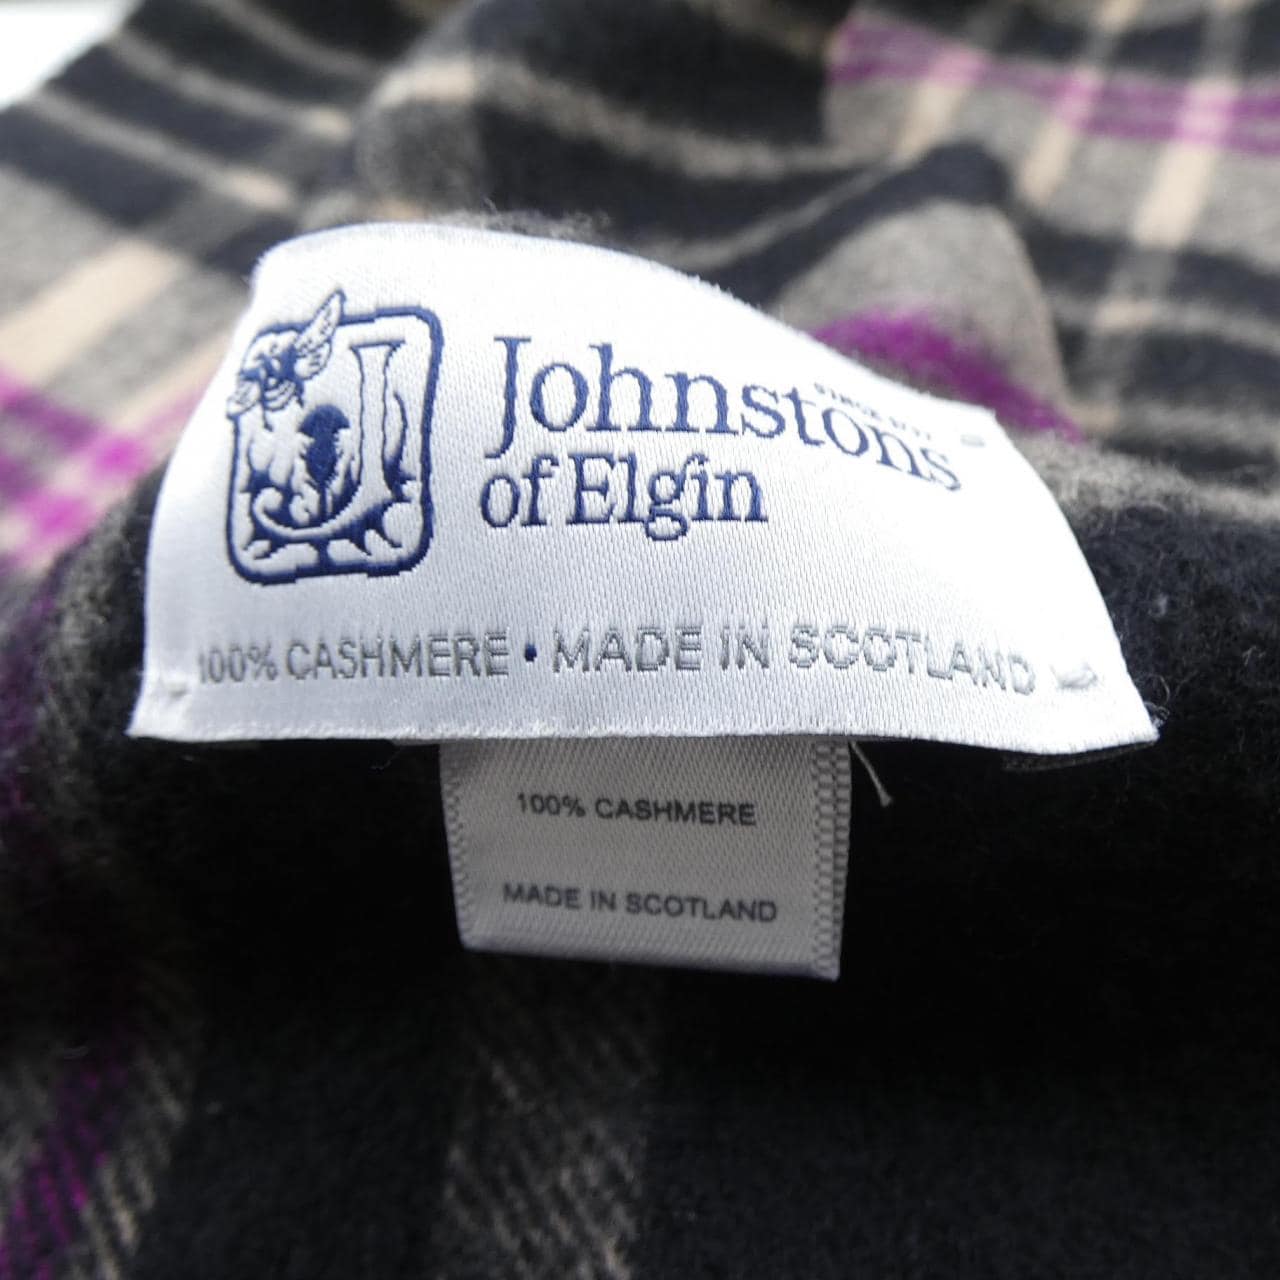 Johnstons
of Elgin
100% CASHMERE • MADE IN SCOTLAND
100% CASHMERE
MADE IN SCOTLAND